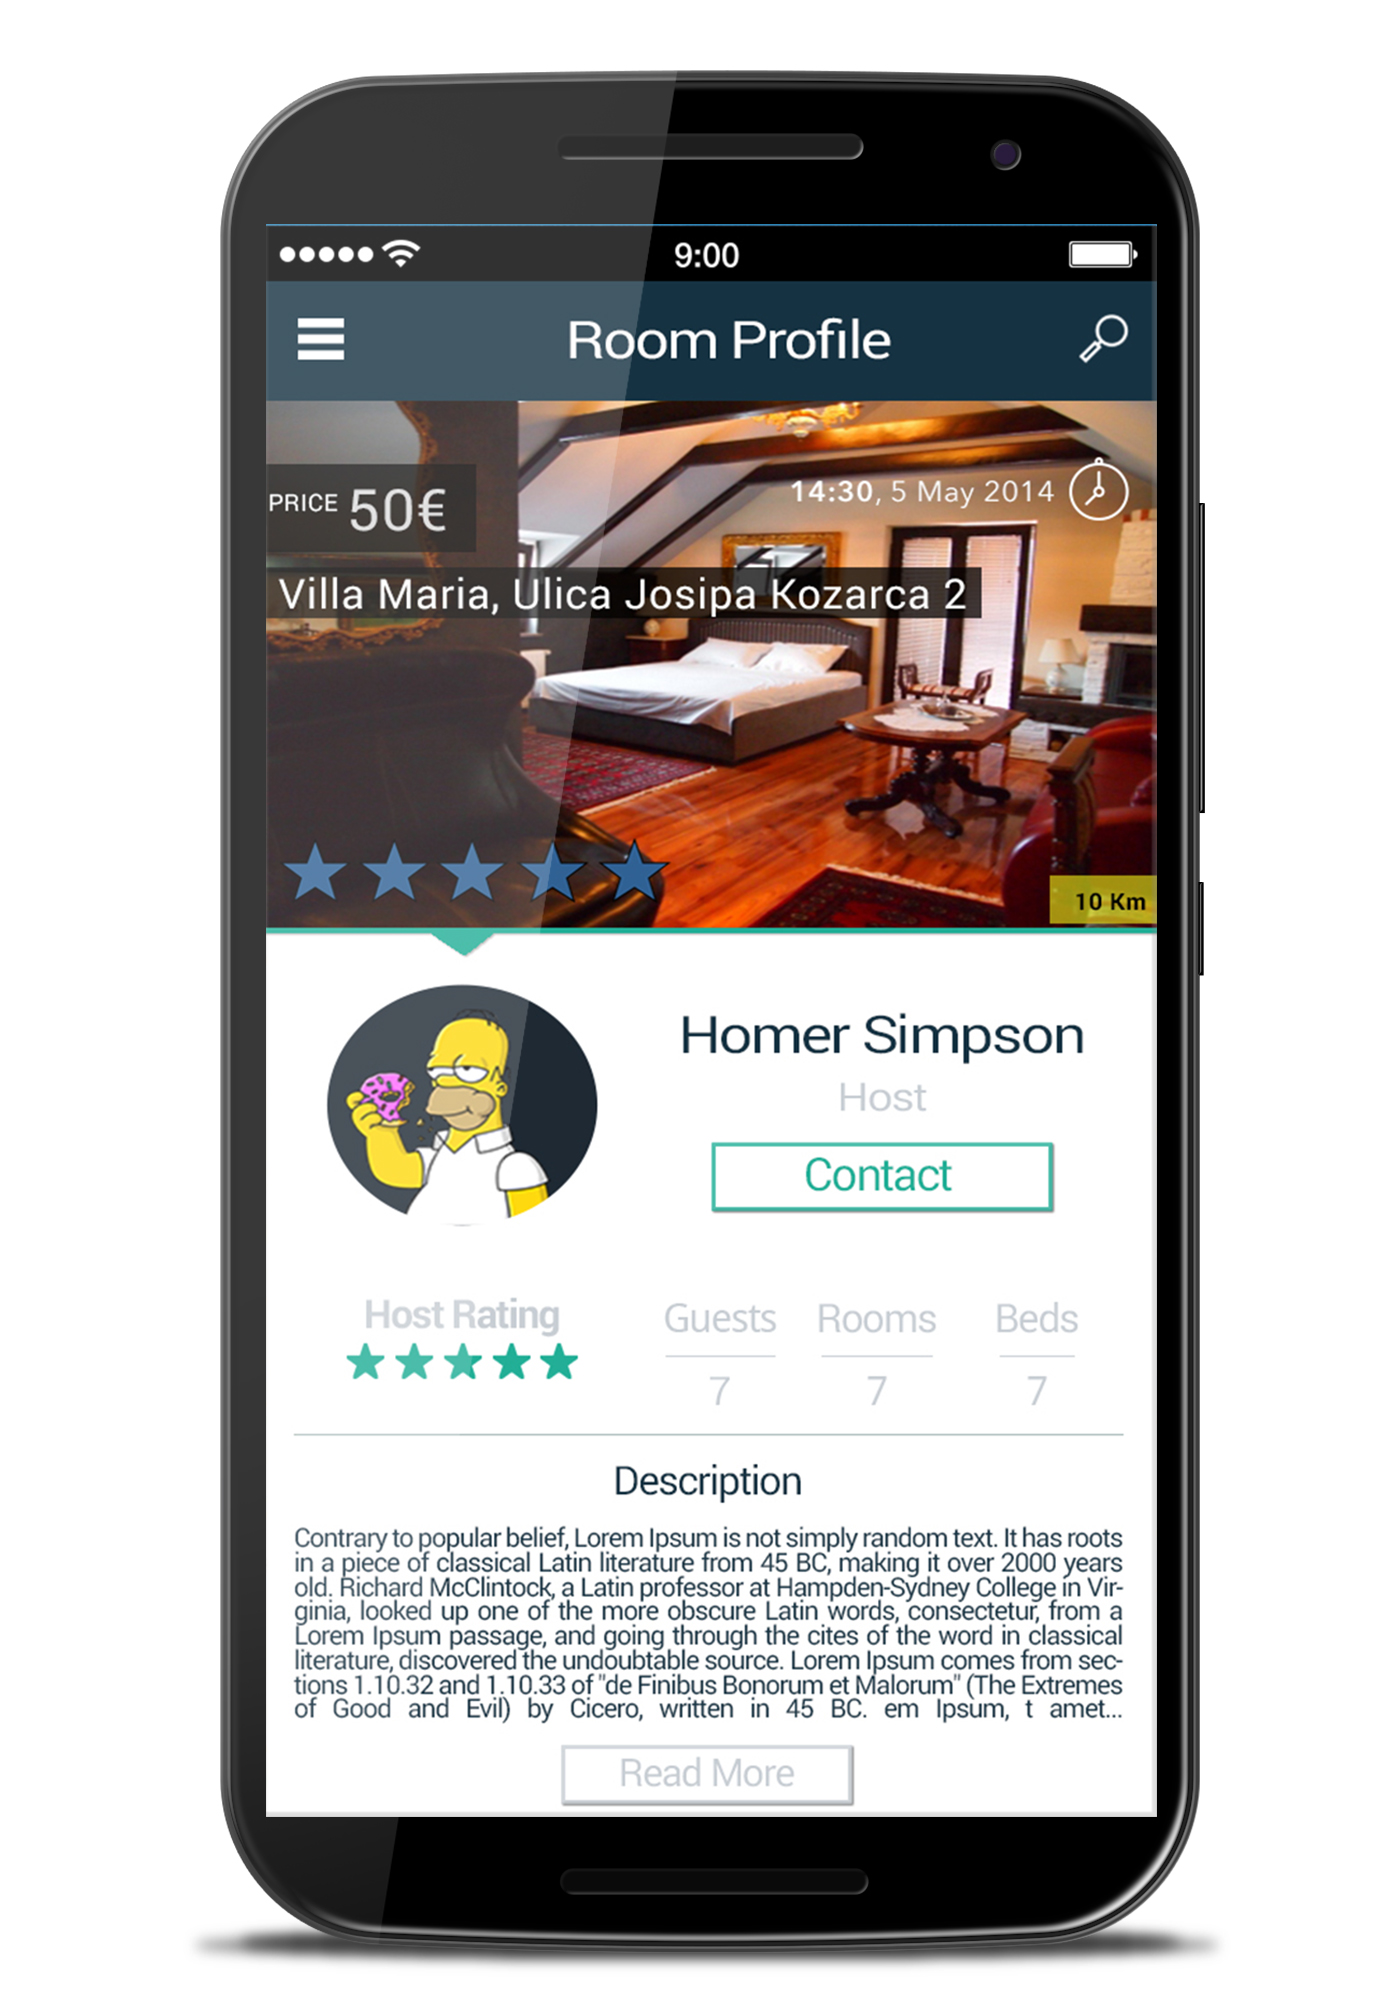 9:00
Room Profile
PRICE 50€
14:30, 5 May 2014
Villa Maria, Ulica Josipa Kozarca 2
10 Km
Homer Simpson
Host
Contact
Host Rating
Guests Rooms Beds
7 7 7
Description
Contrary to popular belief, Lorem Ipsum is not simply random text. It has roots
in a piece of classical Latin literature from 45 BC, making it over 2000 years
old. Richard McClintock, a Latin professor at Hampden-Sydney College in Vir-
ginia, looked up one of the more obscure Latin words, consectetur, from a
Lorem Ipsum passage, and going through the cites of the word in classical
literature, discovered the undoubtable source. Lorem Ipsum comes from sec-
tions 1.10.32 and 1.10.33 of "de Finibus Bonorum et Malorum" (The Extremes
of Good and Evil) by Cicero, written in 45 BC. em Ipsum, t amet...
Read More